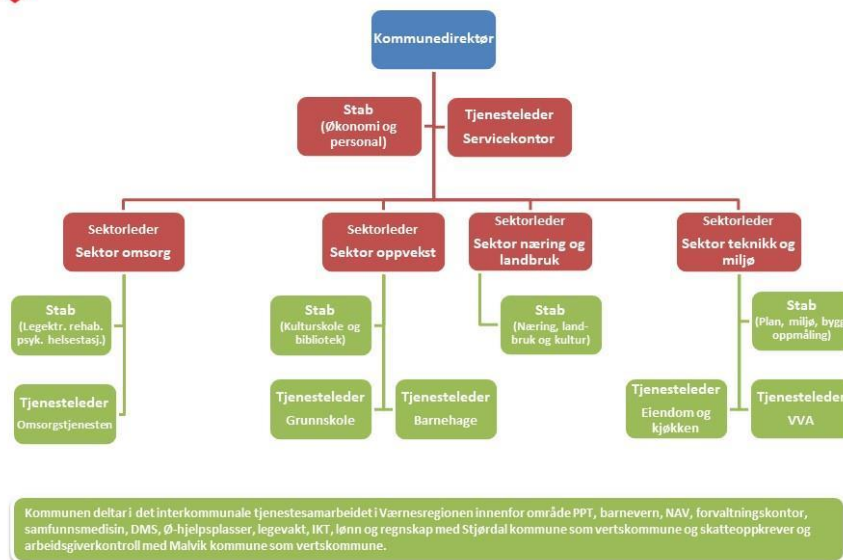 Kommunedirektør
Stab
(Økonomi og
personal)
Tjenesteleder
Servicekontor
Sektorleder
Sektor omsorg
Sektorleder
Sektor oppvekst
Sektorleder
Sektor næring og
landbruk
Sektorleder
Sektor teknikk og
miljø
Stab
(Legektr. rehab.
psyk. helsestasj.)
Stab
(Kulturskole og
bibliotek)
Stab
(Næring, land-
bruk og kultur)
Stab
(Plan, miljø, bygg,
oppmåling)
Tjenesteleder
Omsorgstjenesten
Tjenesteleder
Grunnskole
Tjenesteleder
Barnehage
Tjenesteleder
Eiendom og
kjøkken
Tjenesteleder
VVA
Kommunen deltar i det interkommunale tjenestesamarbeidet i Værnesregionen innenfor område PPT, barnevern, NAV, forvaltningskontor,
samfunnsmedisin, DMS, Ø-hjelpsplasser, legevakt, IKT, lønn og regnskap med Stjørdal kommune som vertskommune og skatteoppkrever og
arbeidsgiverkontroll med Malvik kommune som vertskommune.